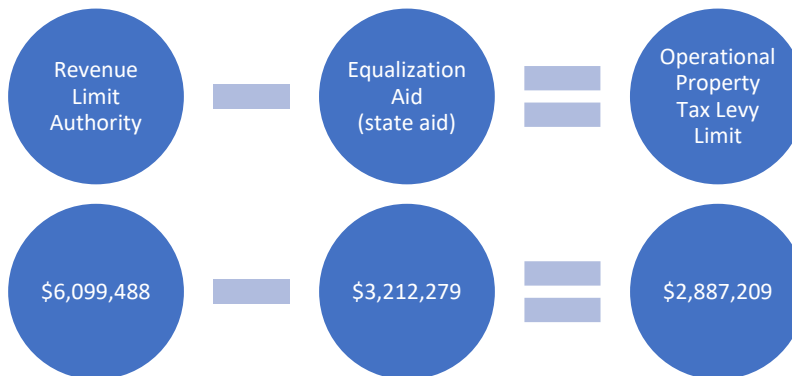 Revenue
Limit
Authority
Equalization
Aid
(state aid)
Operational
Property
Tax Levy
Limit
$6,099,488
$3,212,279
$2,887,209